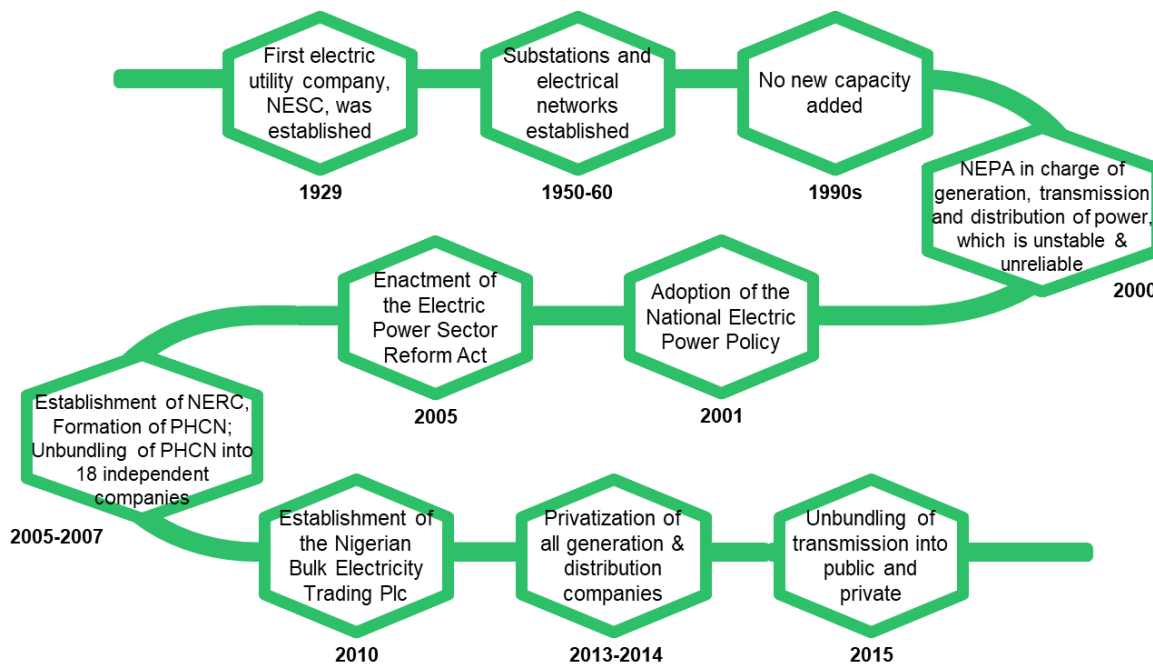 First electric
utility company,
NESC, was
established
1929
Substations and
electrical
networks
established
1950-60
No new capacity
added
1990s
NEPA in charge of
generation, transmission
and distribution of power,
which is unstable &
unreliable
2000
Adoption of the
National Electric
Power Policy
2001
Enactment of
the Electric
Power Sector
Reform Act
2005
Establishment of NERC,
Formation of PHCN;
Unbundling of PHCN into
18 independent
companies
2005-2007
Establishment of
the Nigerian
Bulk Electricity
Trading Plc
2010
Privatization of
all generation &
distribution
companies
2013-2014
Unbundling of
transmission into
public and
private
2015